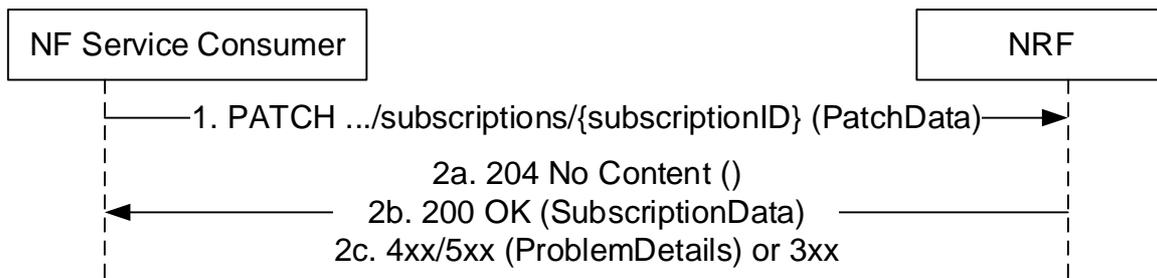 NF Service Consumer
NRF
1. PATCH .../subscriptions/{subscriptionID} (PatchData)
2a. 204 No Content ()
2b. 200 OK (SubscriptionData)
2c. 4xx/5xx (ProblemDetails) or 3xx